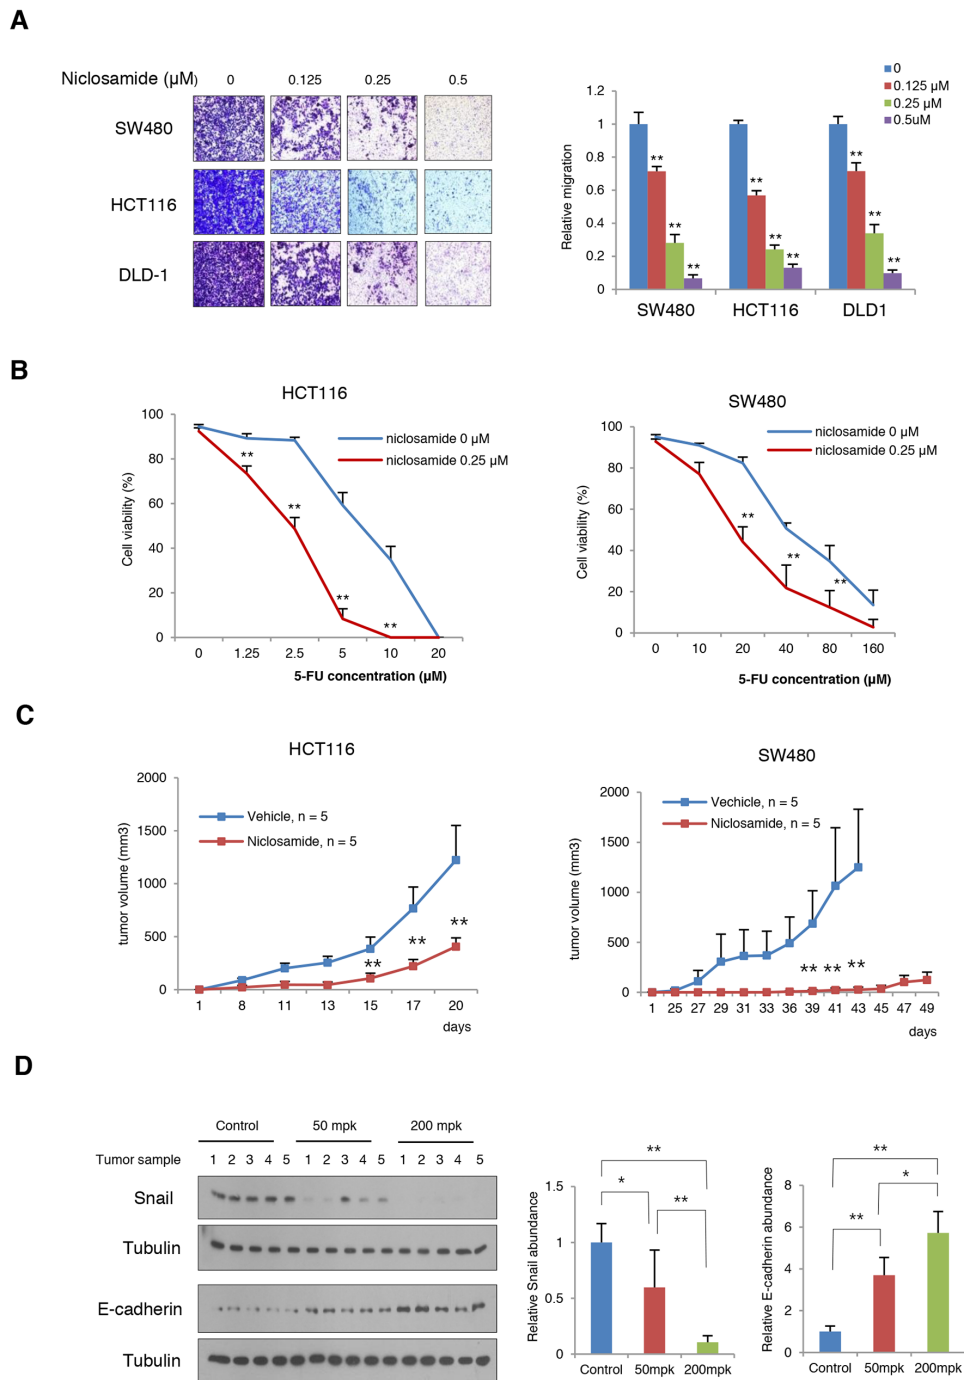 A
Niclosamide (µM)
0
0.125
0.25
0.5
SW480
HCT116
DLD-1
0
0.125 µM
0.25 µM
0.5uM
Relative migration
1.2
1
0.8
0.6
0.4
0.2
0
** ** **
** ** **
** ** **
SW480
HCT116
DLD1
B
HCT116
niclosamide 0 µM
niclosamide 0.25 µM
Cell viability (%)
100
80
60
40
20
0
**
**
**
**
0 1.25 2.5 5 10 20
5-FU concentration (µM)
SW480
niclosamide 0 µM
niclosamide 0.25 µM
Cell viability (%)
100
80
60
40
20
0
**
**
**
0 10 20 40 80 160
5-FU concentration (µM)
C
HCT116
Vehicle, n = 5
Niclosamide, n = 5
tumor volume (mm3)
2000
1500
1000
500
0
**
**
**
1 8 11 13 15 17 20
days
SW480
Vechicle, n = 5
Niclosamide, n = 5
tumor volume (mm3)
2000
1500
1000
500
0
** ** **
1 25 27 29 31 33 36 39 41 43 45 47 49
days
D
Control 50 mpk 200 mpk
Tumor sample 1 2 3 4 5 1 2 3 4 5 1 2 3 4 5
Snail
Tubulin
E-cadherin
Tubulin
Relative Snail abundance
1.5
1
0.5
0
**
*
**
Control 50mpk 200mpk
Relative E-cadherin abundance
8
6
4
2
0
**
*
**
Control 50mpk 200mpk